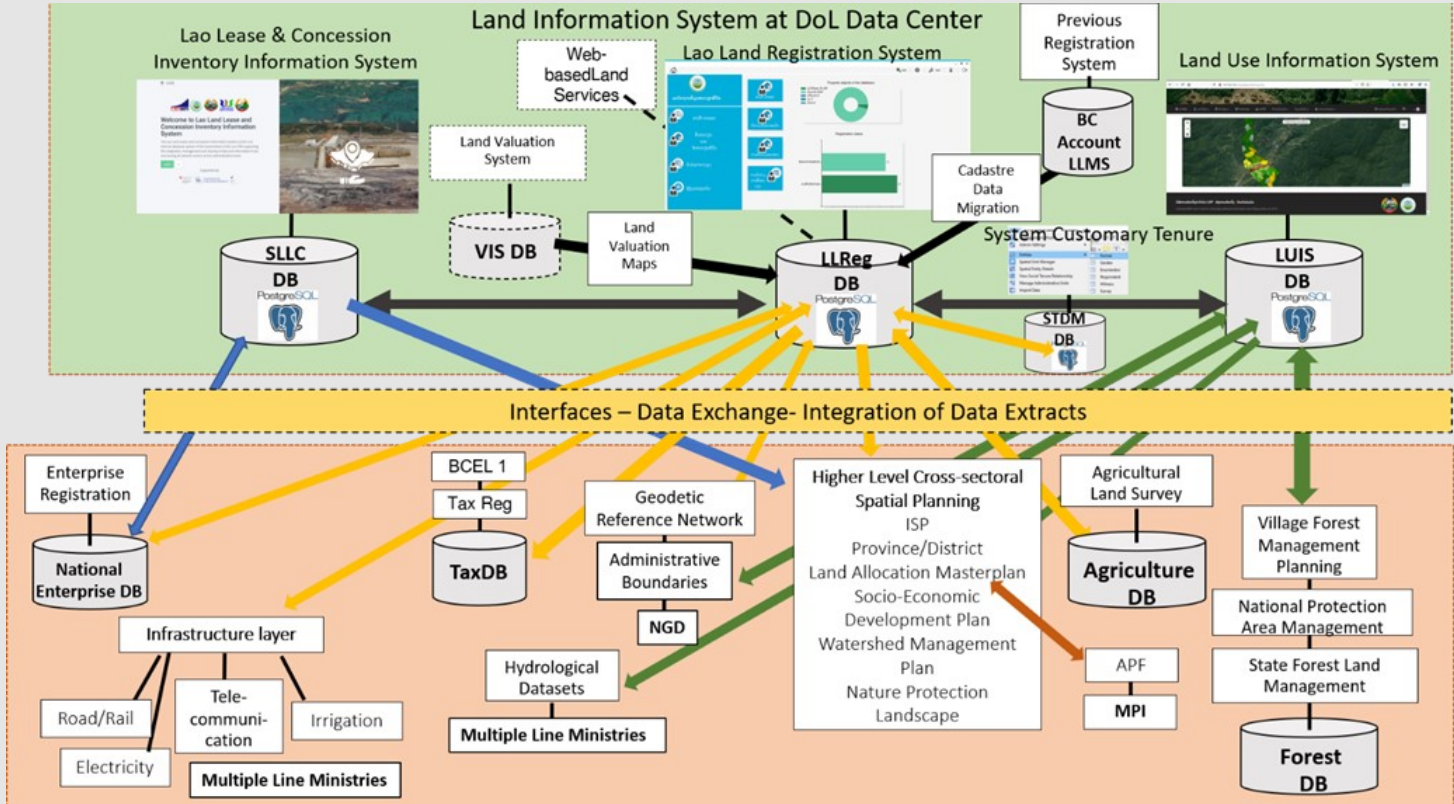 Land Information System at DoL Data Center
Lao Lease & Concession
Inventory Information System
Welcome to Lao Land Lease and
Concession Inventory Information
System
Web-
basedLand
Services
Lao Land Registration System
Previous
Registration
System
Land Use Information System
Land Valuation
System
BC
Account
LLMS
Cadastre
Data
Migration
VIS DB
Land
Valuation
Maps
SLLC
DB
PostgreSQL
LLReg
DB
PostgreSQL
System Customary Tenure
STDM
DB
LUIS
DB
PostgreSQL
Interfaces – Data Exchange- Integration of Data Extracts
Enterprise
Registration
National
Enterprise DB
BCEL 1
Tax Reg
TaxDB
Geodetic
Reference Network
Administrative
Boundaries
NGD
Higher Level Cross-sectoral
Spatial Planning
ISP
Province/District
Land Allocation Masterplan
Socio-Economic
Development Plan
Watershed Management
Plan
Nature Protection
Landscape
Agricultural
Land Survey
Agriculture
DB
Village Forest
Management
Planning
National Protection
Area Management
State Forest Land
Management
Forest
DB
Infrastructure layer
Road/Rail
Electricity
Tele-
communi-
cation
Irrigation
Multiple Line Ministries
Hydrological
Datasets
Multiple Line Ministries
APF
MPI